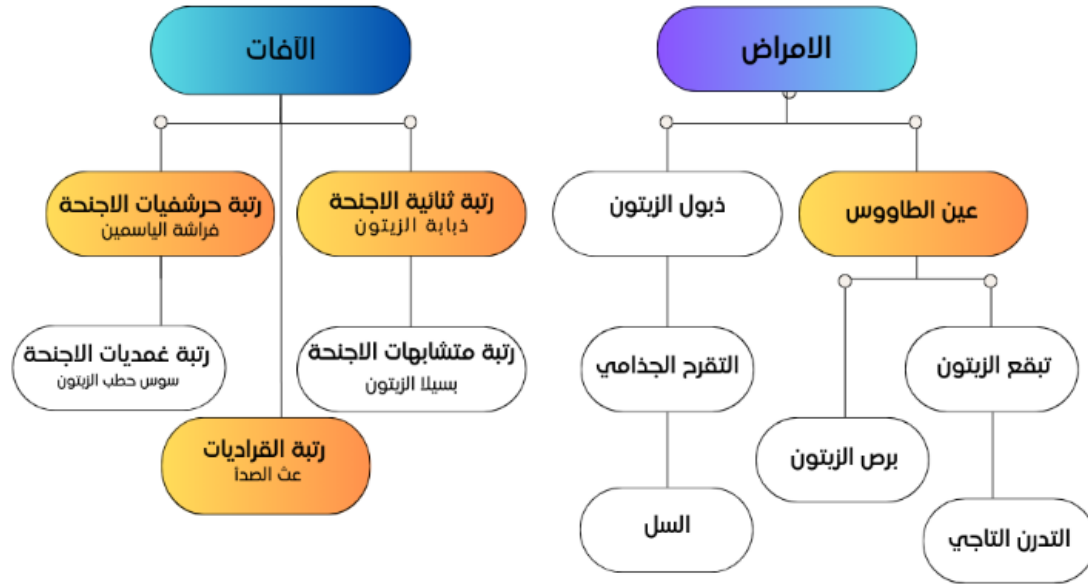 الامراض
الآفات
عين الطاووس
ذبول الزيتون
رتبة ثنائية الاجنحة
ذبابة الزيتون
رتبة حرشفيات الاجنحة
فراشة الياسمين
تبقع الزيتون
التقرح الجذامي
رتبة متشابهات الاجنحة
بسيلا الزيتون
رتبة غمديات الاجنحة
سوس حطب الزيتون
برص الزيتون
رتبة القراديات
عث الصدأ
التدرن التاجي
السل